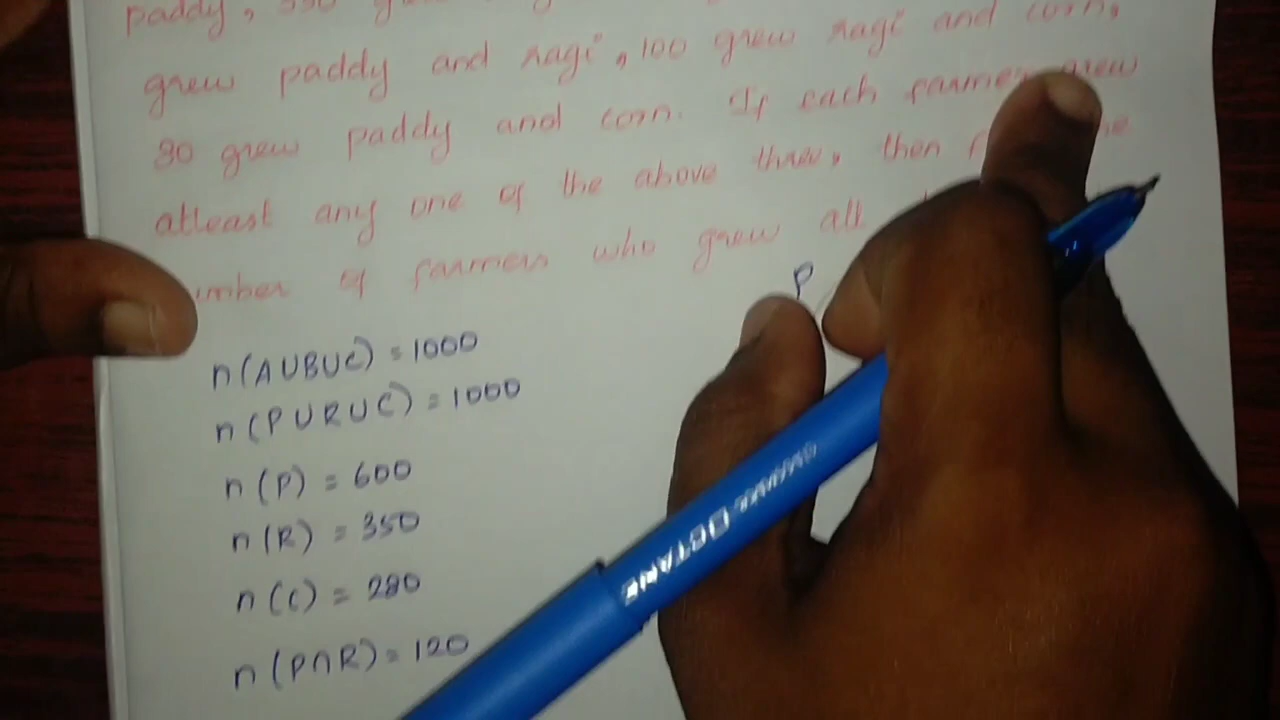 paddy, 350
grew paddy and ragi, 100 grew ragi and corn,
80 grew paddy and corn. If each farmer grew
atleast any one of the above three, then
of farmers who grew all
P
n(AUBUC) = 1000
n(PURUC) = 1000
n(P) = 600
n(R) = 350
n(C) = 280
n(P∩R) = 120
OCTANE